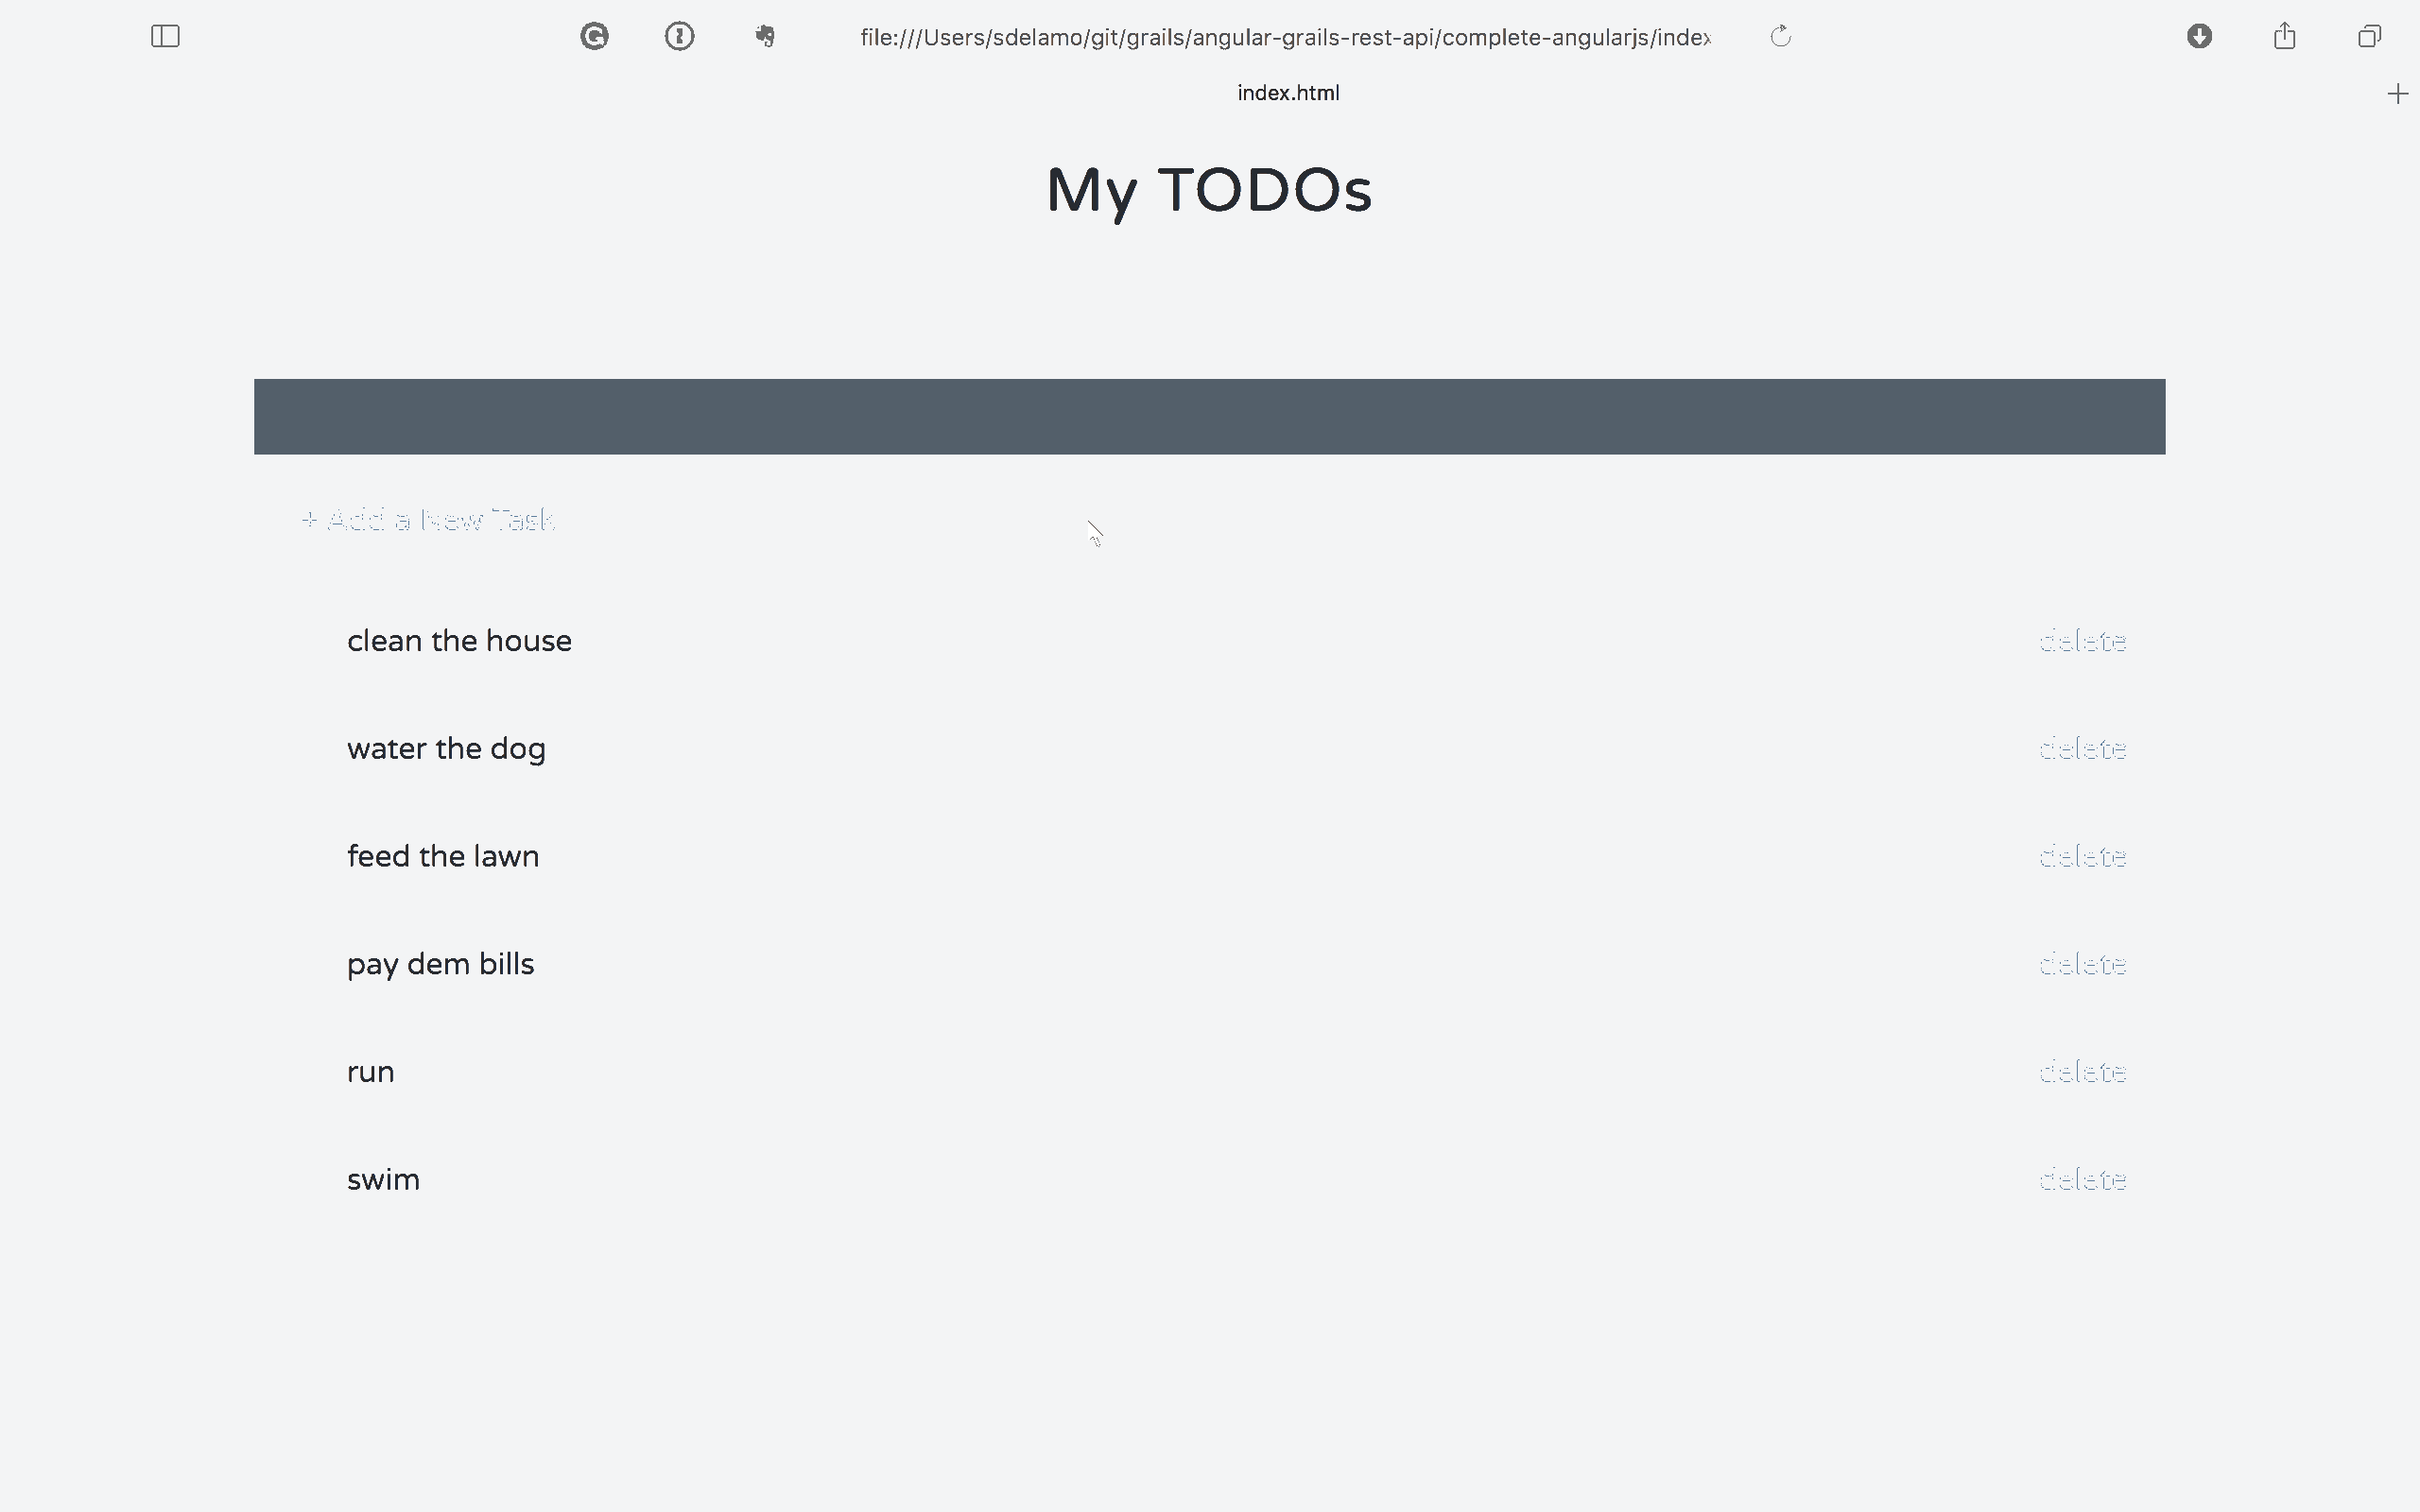 file:///Users/sdelamo/git/grails/angular-grails-rest-api/complete-angularjs/index
index.html
My TODOs
+ Add a New Task
clean the house delete
water the dog delete
feed the lawn delete
pay dem bills delete
run delete
swim delete